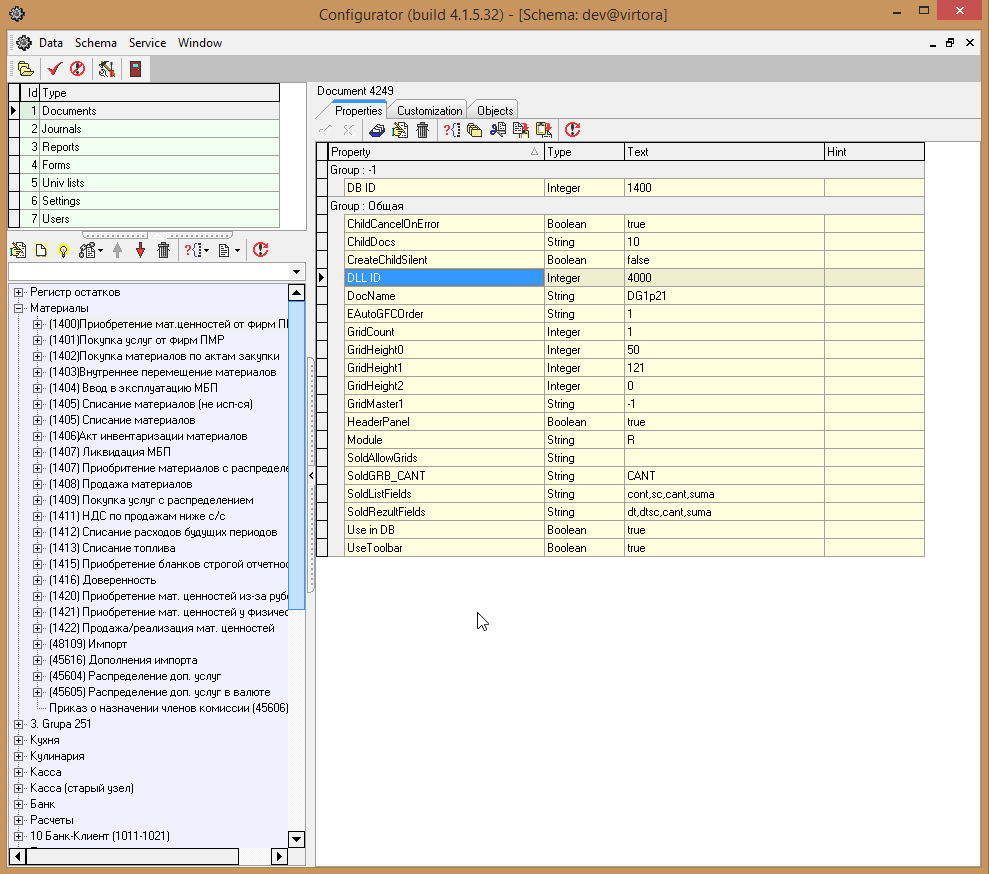 Configurator (build 4.1.5.32) - [Schema: dev@virtora]
Data Schema Service Window
Id Type
1 Documents
2 Journals
3 Reports
4 Forms
5 Univ lists
6 Settings
7 Users
Регистр остатков
Материалы
(1400)Приобретение мат.ценностей от фирм П
(1401)Покупка услуг от фирм ПМР
(1402)Покупка материалов по актам закупки
(1403)Внутреннее перемещение материалов
(1404) Ввод в эксплуатацию МБП
(1405) Списание материалов (не исп-ся)
(1405) Списание материалов
(1406)Акт инвентаризации материалов
(1407) Ликвидация МБП
(1407) Приобритение материалов с распределе
(1408) Продажа материалов
(1409) Покупка услуг с распределением
(1411) НДС по продажам ниже с/с
(1412) Списание расходов будущих периодов
(1413) Списание топлива
(1415) Приобретение бланков строгой отчетнос
(1416) Доверенность
(1420) Приобретение мат. ценностей из-за рубе
(1421) Приобретение мат. ценностей у физичес
(1422) Продажа/реализация мат. ценностей
(48109) Импорт
(45616) Дополнения импорта
(45604) Распределение доп. услуг
(45605) Распределение доп. услуг в валюте
Приказ о назначении членов комиссии (45606)
3. Grupa 251
Кухня
Кулинария
Касса
Касса (старый узел)
Банк
Расчеты
10 Банк-Клиент (1011-1021)
Document 4249
Properties Customization Objects
Property Type Text Hint
Group : -1
DB ID Integer 1400
Group : Общая
ChildCancelOnError Boolean true
ChildDocs String 10
CreateChildSilent Boolean false
DLL ID Integer 4000
DocName String DG1p21
EAutoGFCOrder String 1
GridCount Integer 1
GridHeight0 Integer 50
GridHeight1 Integer 121
GridHeight2 Integer 0
GridMaster1 String -1
HeaderPanel Boolean true
Module String R
SoldAllowGrids String
SoldGRB_CANT String CANT
SoldListFields String cont,sc,cant,suma
SoldRezultFields String dt,dtsc,cant,suma
Use in DB Boolean true
UseToolbar Boolean true